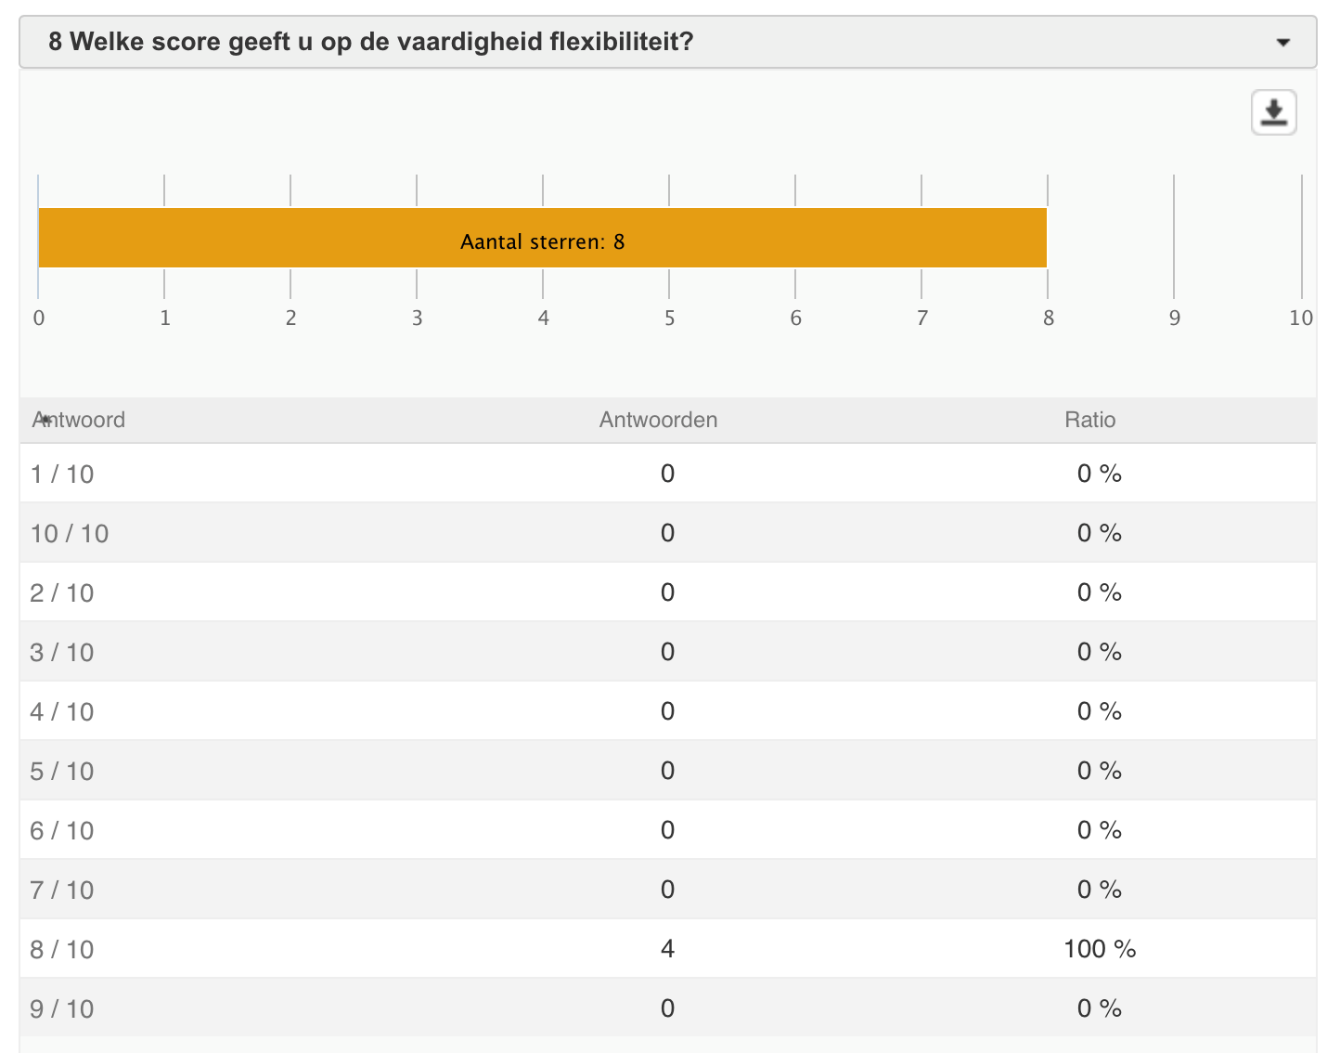 8 Welke score geeft u op de vaardigheid flexibiliteit?
Aantal sterren: 8
0 1 2 3 4 5 6 7 8 9 10
Antwoord Antwoorden Ratio
1 / 10 0 0 %
10 / 10 0 0 %
2 / 10 0 0 %
3 / 10 0 0 %
4 / 10 0 0 %
5 / 10 0 0 %
6 / 10 0 0 %
7 / 10 0 0 %
8 / 10 4 100 %
9 / 10 0 0 %